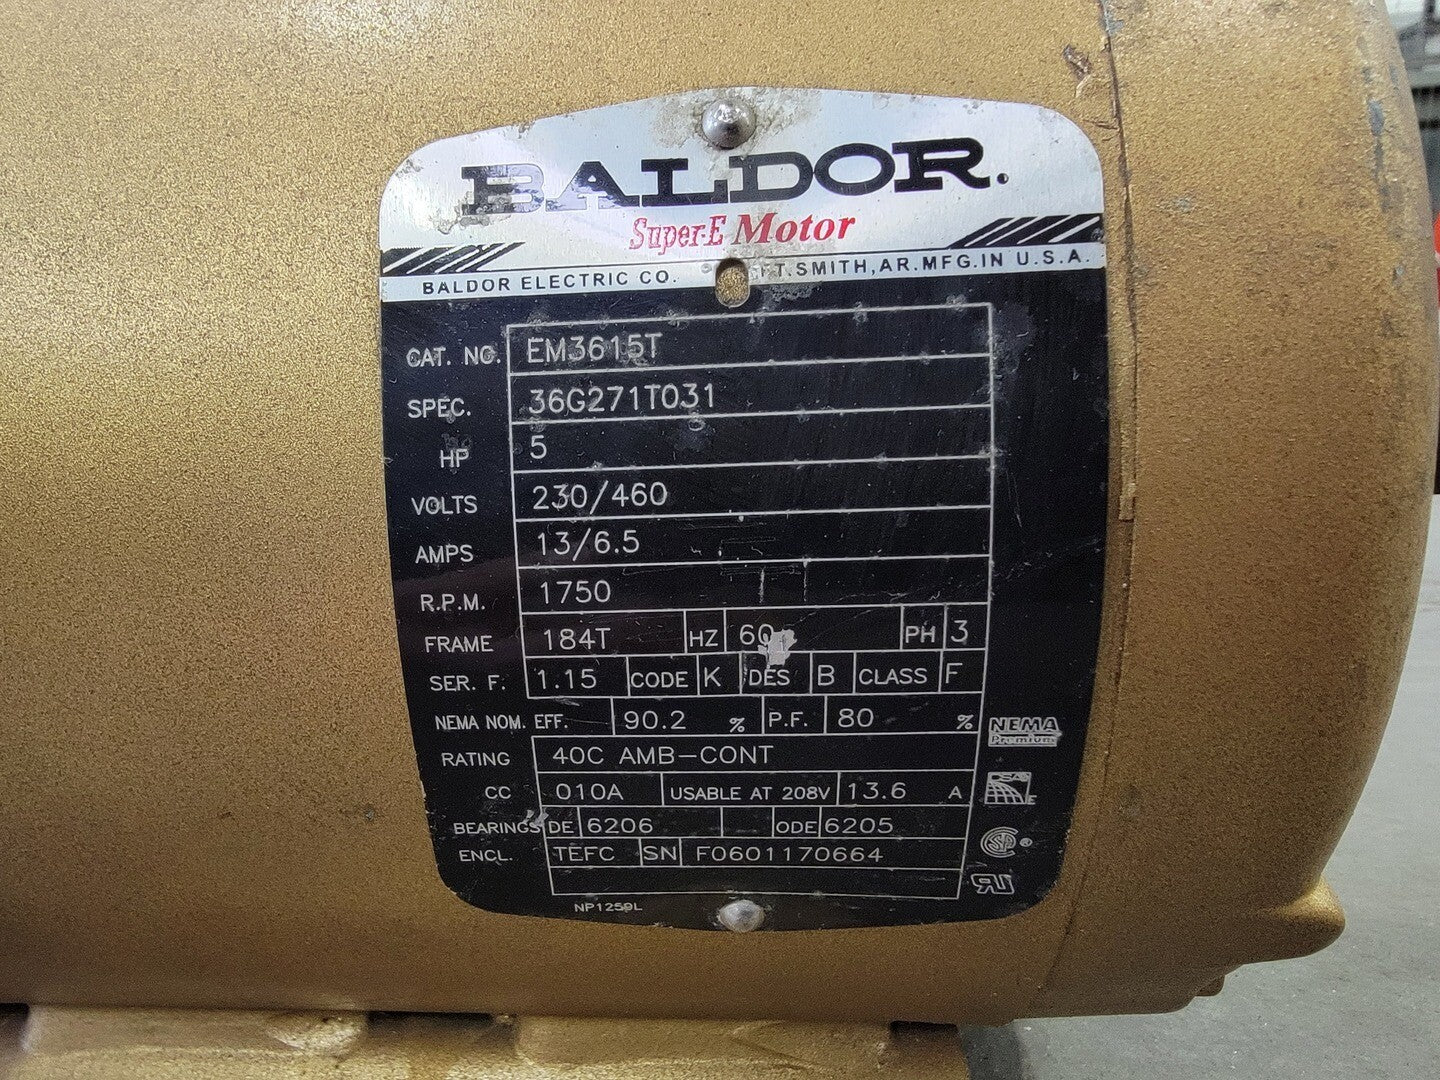 BALDOR.
Super-E Motor
BALDOR ELECTRIC CO. FT.SMITH,AR.MFG.IN U.S.A.
CAT. NO. EM3615T
SPEC. 36G271T031
HP 5
VOLTS 230/460
AMPS 13/6.5
R.P.M. 1750
FRAME 184T HZ 60 PH 3
SER. F. 1.15 CODE K DES B CLASS F
NEMA NOM. EFF. 90.2 % P.F. 80 %
NEMA
Premium
RATING 40C AMB-CONT
CC 010A USABLE AT 208V 13.6 A
BEARINGS DE 6206 ODE 6205
ENCL. TEFC SN F0601170664
NP1259L